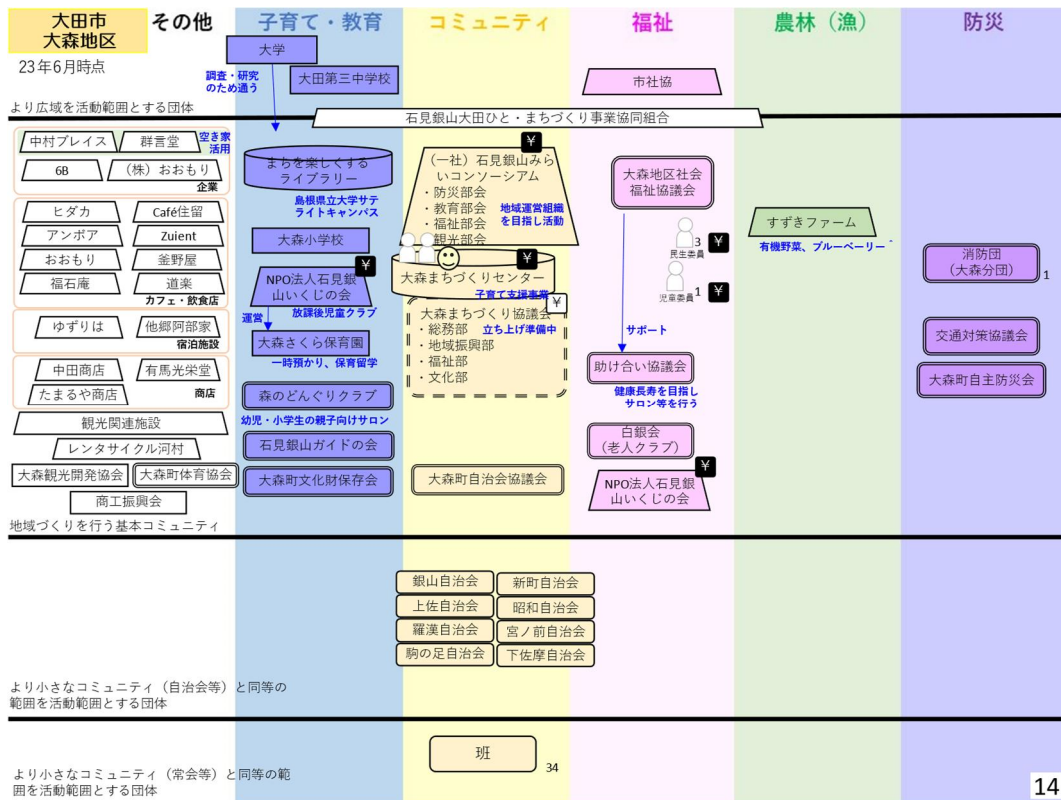 大田市
大森地区
その他
子育て・教育
コミュニティ
福祉
農林（漁）
防災
23年6月時点
大学
調査・研究
のため通う
大田第三中学校
市社協
より広域を活動範囲とする団体
石見銀山大田ひと・まちづくり事業協同組合
中村ブレイス
群言堂
空き家
活用
6B
（株）おおもり
企業
ヒダカ
Café住留
アンボア
Zuient
おおもり
釜野屋
福石庵
道楽
カフェ・飲食店
ゆずりは
他郷阿部家
宿泊施設
中田商店
有馬光栄堂
たまるや商店
商店
観光関連施設
レンタサイクル河村
大森観光開発協会
大森町体育協会
商工振興会
地域づくりを行う基本コミュニティ
まちを楽しくする
ライブラリー
島根県立大学サテ
ライトキャンパス
大森小学校
¥
NPO法人石見銀
山いくじの会
放課後児童クラブ
運営
大森さくら保育園
一時預かり、保育留学
森のどんぐりクラブ
幼児・小学生の親子向けサロン
石見銀山ガイドの会
大森町文化財保存会
¥
（一社）石見銀山みら
いコンソーシアム
・防災部会
・教育部会
・福祉部会
・観光部会
地域運営組織
を目指し活動
¥
大森まちづくりセンター
子育て支援事業
¥
大森まちづくり協議会
・総務部
・地域振興部
・福祉部
・文化部
立ち上げ準備中
大森町自治会協議会
大森地区社会
福祉協議会
3
¥
民生委員
1
¥
児童委員
サポート
助け合い協議会
健康長寿を目指し
サロン等を行う
白銀会
（老人クラブ）
¥
NPO法人石見銀
山いくじの会
すずきファーム
有機野菜、ブルーベリー
消防団
（大森分団）
1
交通対策協議会
大森町自主防災会
銀山自治会
新町自治会
上佐自治会
昭和自治会
羅漢自治会
宮ノ前自治会
駒の足自治会
下佐摩自治会
より小さなコミュニティ（自治会等）と同等の
範囲を活動範囲とする団体
班
34
より小さなコミュニティ（常会等）と同等の範
囲を活動範囲とする団体
14